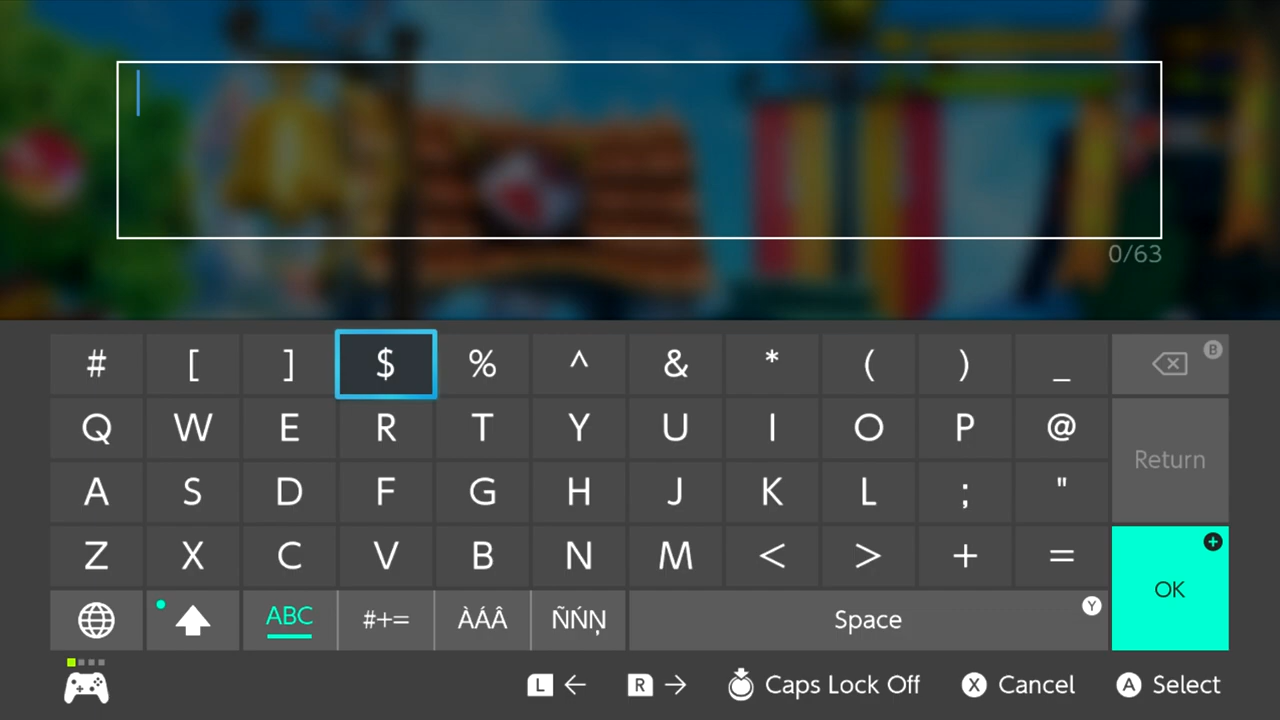 0/63
# [ ] $ % ^ & * ( ) _ B
Q W E R T Y U I O P @ Return
A S D F G H J K L ; "
Z X C V B N M < > + = + OK
ABC #+= ÀÁÂ ÑŃŅ Space Y
L ← R → Caps Lock Off X Cancel A Select